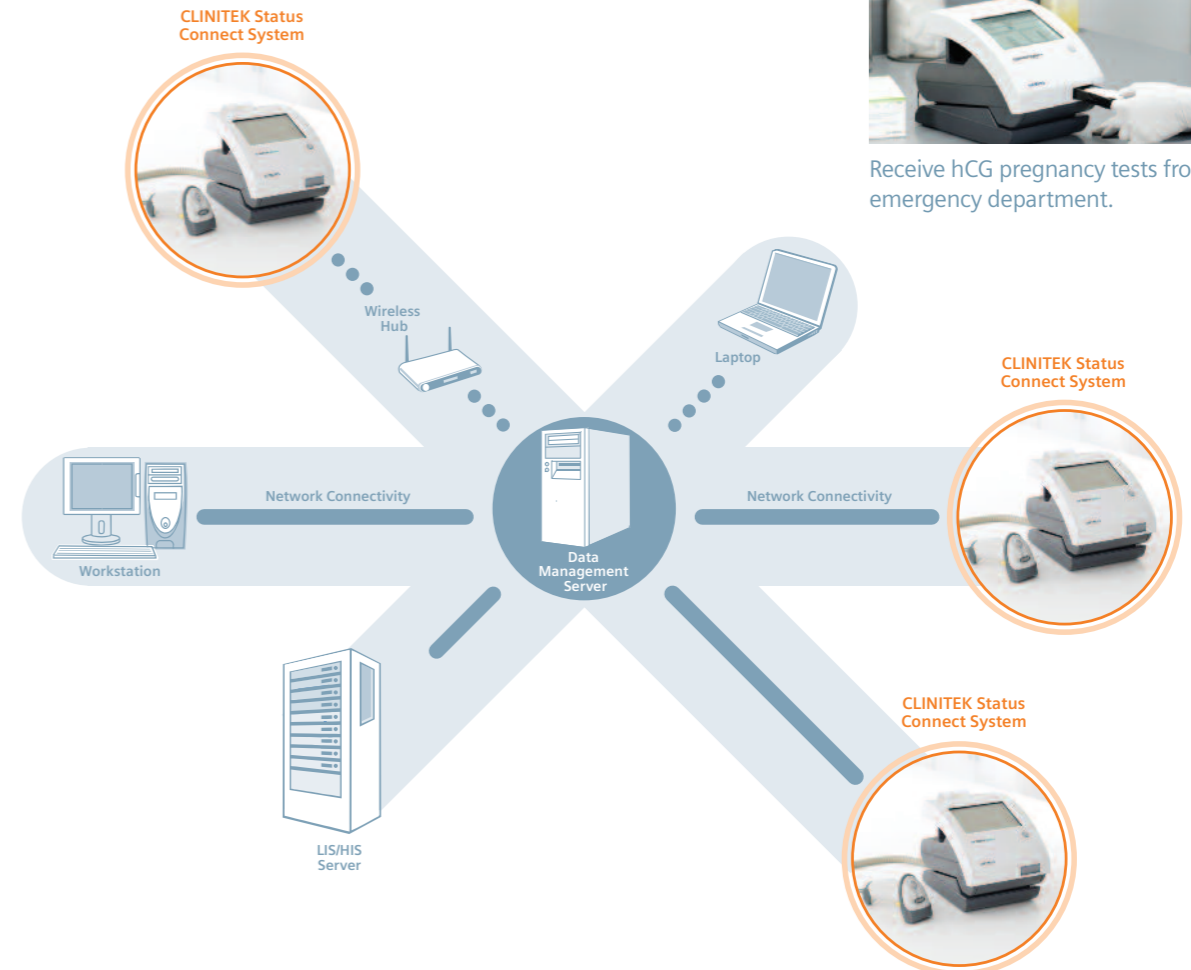 CLINITEK Status
Connect System
Receive hCG pregnancy tests fro
emergency department.
Wireless
Hub
Laptop
CLINITEK Status
Connect System
Network Connectivity
Network Connectivity
Workstation
Data
Management
Server
CLINITEK Status
Connect System
LIS/HIS
Server